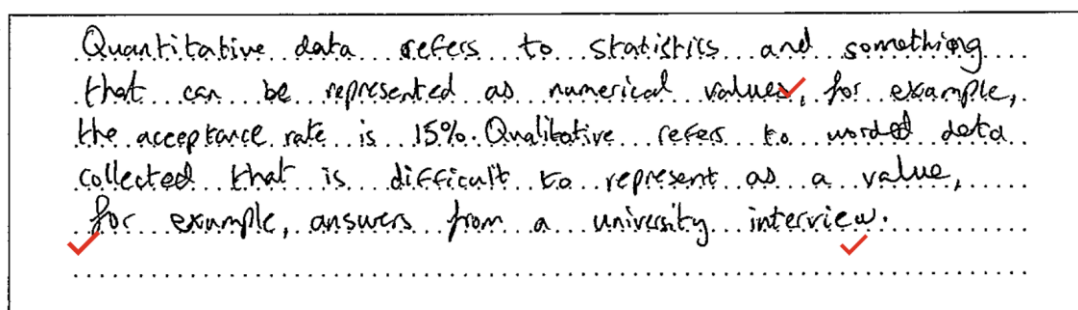 Quantitative data refers to statistics and something
that can be represented as numerical values, for example,
the acceptance rate is 15%. Qualitative refers to worded data
collected that is difficult to represent as a value,
for example, answers from a university interview.